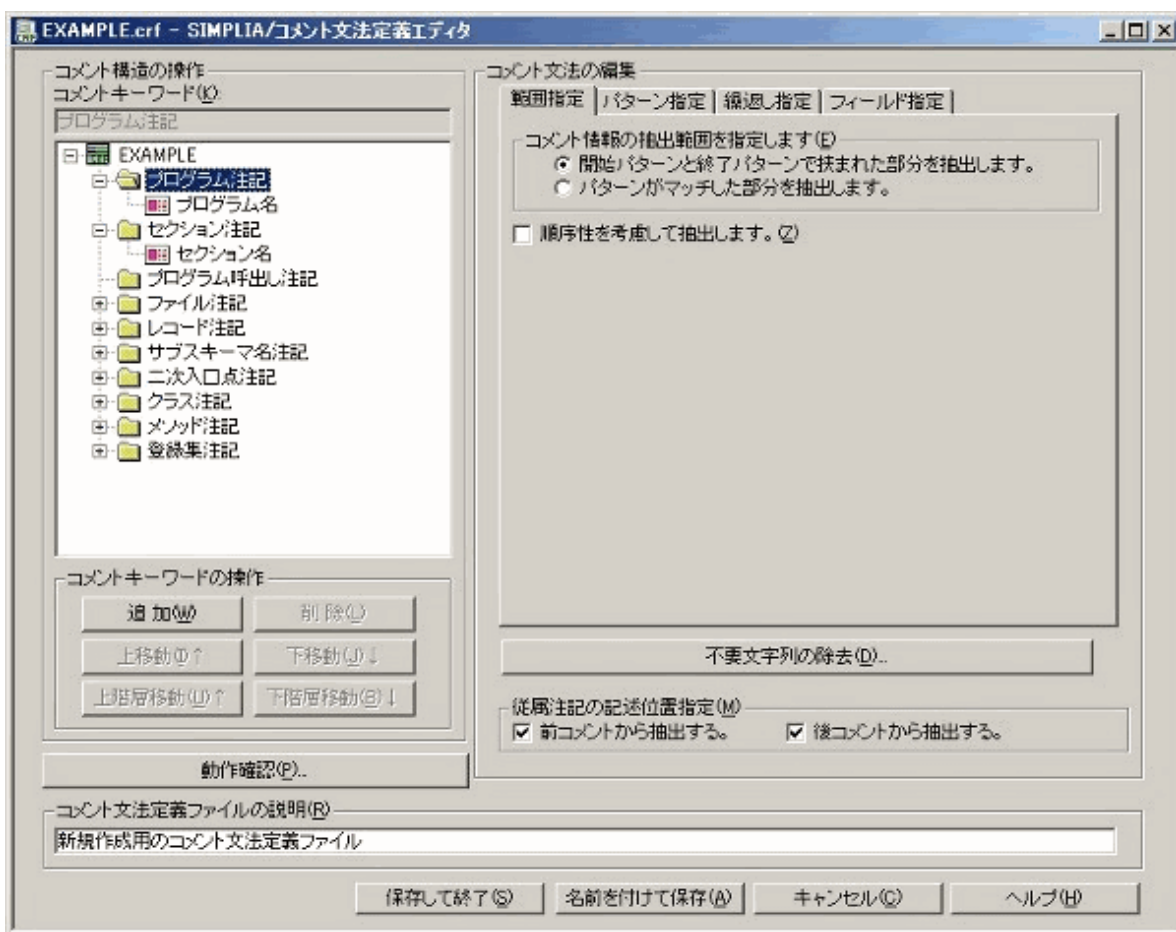 EXAMPLE.crf - SIMPLIA/コメント文法定義エディタ
コメント構造の操作
コメントキーワード(K):
プログラム注記
EXAMPLE
プログラム注記
プログラム名
セクション注記
セクション名
プログラム呼出し注記
ファイル注記
レコード注記
サブスキーマ名注記
二次入口点注記
クラス注記
メソッド注記
登録集注記
コメントキーワードの操作
追加(W)
削除(L)
上移動(I)↑
下移動(J)↓
上階層移動(U)↑
下階層移動(B)↓
動作確認(P)...
コメント文法の編集
範囲指定
パターン指定
繰返し指定
フィールド指定
コメント情報の抽出範囲を指定します(E)
開始パターンと終了パターンで挟まれた部分を抽出します。
パターンがマッチした部分を抽出します。
順序性を考慮して抽出します。(Z)
不要文字列の除去(D)...
従属注記の記述位置指定(M)
前コメントから抽出する。
後コメントから抽出する。
コメント文法定義ファイルの説明(R)
新規作成用のコメント文法定義ファイル
保存して終了(S)
名前を付けて保存(A)
キャンセル(C)
ヘルプ(H)